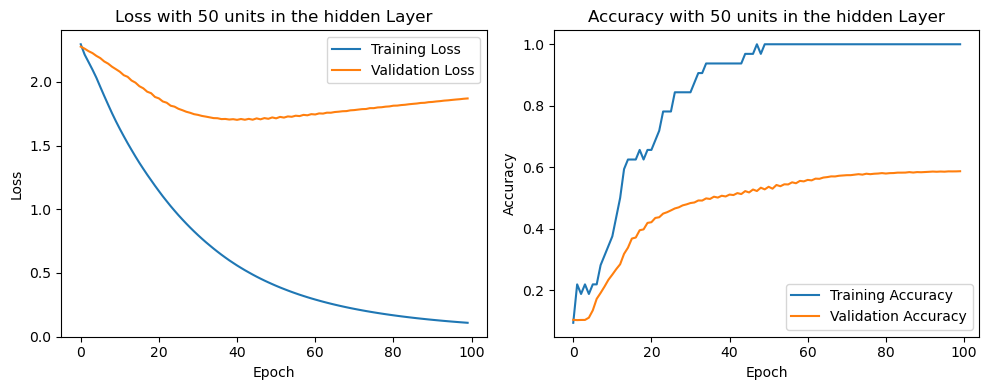 Loss with 50 units in the hidden Layer
2.0
1.5
1.0
0.5
0.0
Loss
0
20
40
60
80
100
Epoch
Training Loss
Validation Loss
Accuracy with 50 units in the hidden Layer
1.0
0.8
0.6
0.4
0.2
Accuracy
0
20
40
60
80
100
Epoch
Training Accuracy
Validation Accuracy